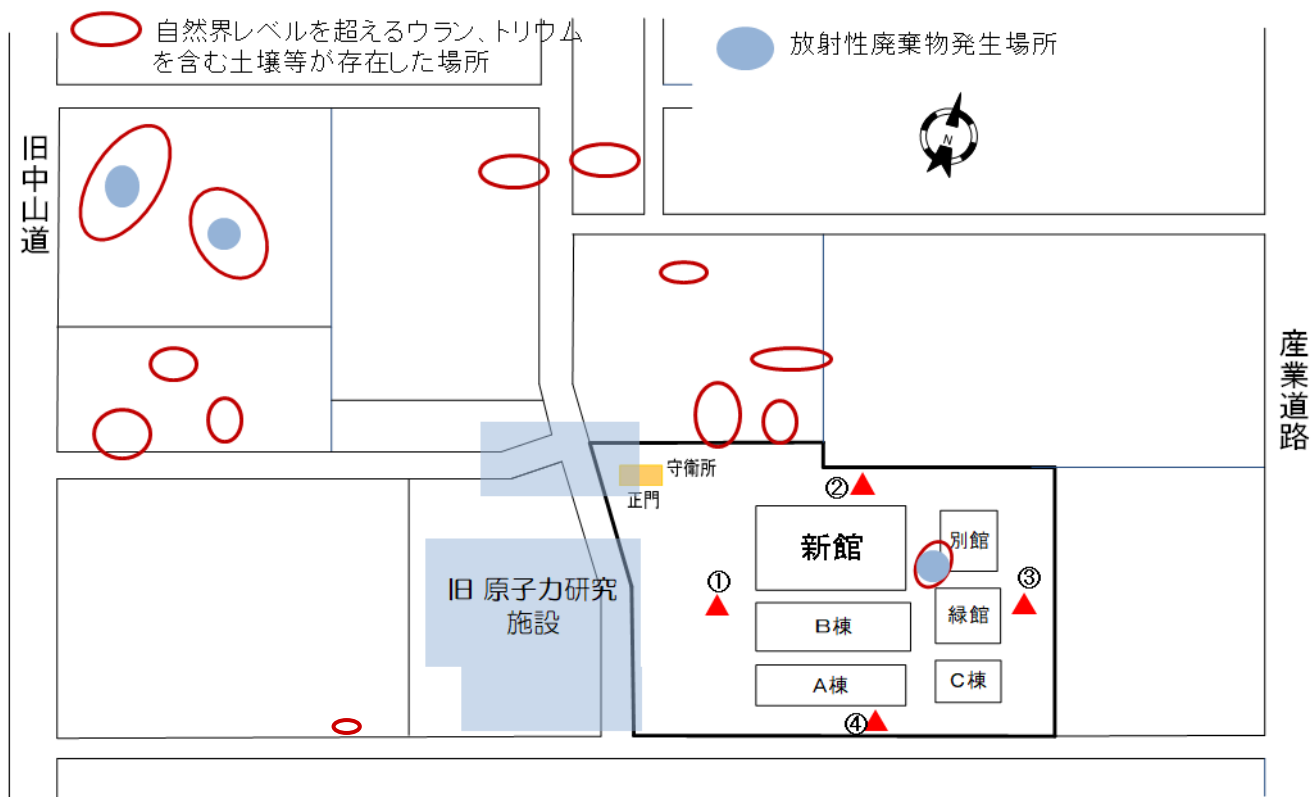 自然界レベルを超えるウラン、トリウム
を含む土壌等が存在した場所
放射性廃棄物発生場所
N
旧中山道
産業道路
守衛所
正門
②
新館
別館
①
③
旧 原子力研究
施設
B棟
緑館
A棟
C棟
④